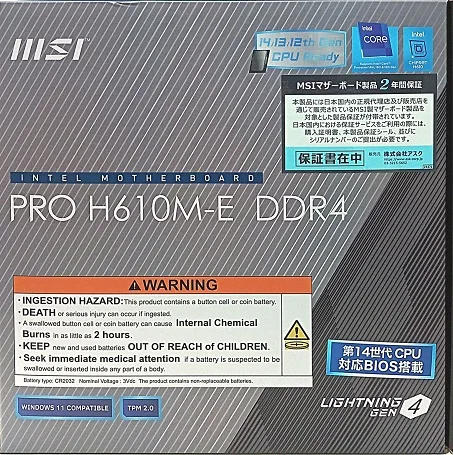 msi
14,13,12th Gen
CPU Ready
intel
CORE
intel
CHIPSET
H610
MSIマザーボード製品2年間保証
本製品には日本国内の正規代理店及び販売店を
通じて販売されているMSI製マザーボード製品を
対象とした製品保証が付帯されています。
日本国内における保証サービスをご利用の際には、
購入証明書、本製品保証シール、並びに
シリアルナンバーのご提出が必要です。
保証書在中
販売元 株式会社アスク
INTEL MOTHERBOARD
PRO H610M-E DDR4
WARNING
• INGESTION HAZARD: This product contains a button cell or coin battery.
• DEATH or serious injury can occur if ingested.
• A swallowed button cell or coin battery can cause Internal Chemical
Burns in as little as 2 hours.
• KEEP new and used batteries OUT OF REACH of CHILDREN.
• Seek immediate medical attention if a battery is suspected to be
swallowed or inserted inside any part of a body.
Battery type: CR2032 Nominal Voltage : 3Vdc The product contains non-replaceable batteries.
第14世代CPU
対応BIOS搭載
WINDOWS 11 COMPATIBLE
TPM 2.0
LIGHTNING
GEN 4